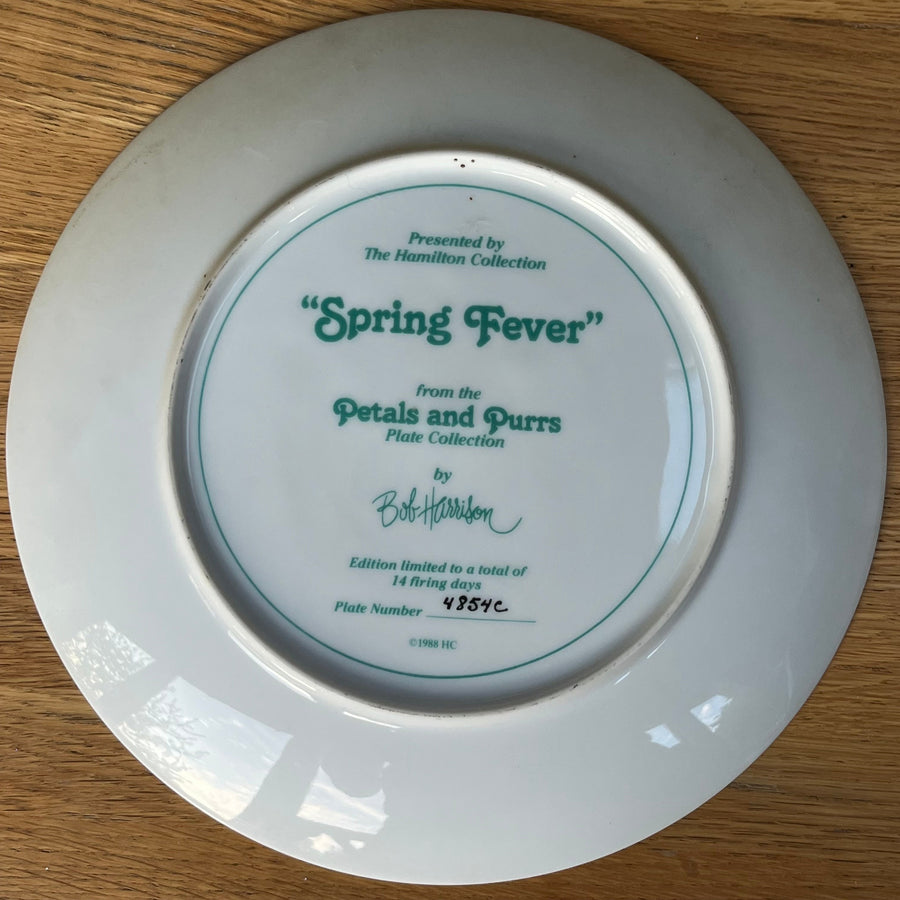 Presented by
The Hamilton Collection
“Spring Fever”
from the
Petals and Purrs
Plate Collection
by
Bob Harrison
Edition limited to a total of
14 firing days
Plate Number 4854C
©1988 HC